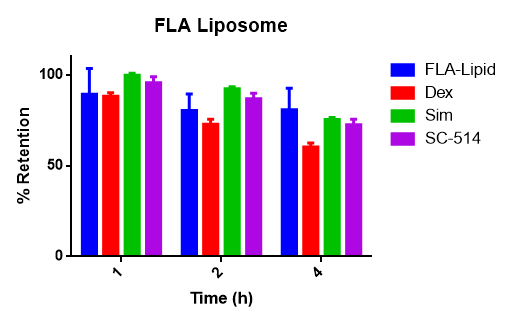 FLA Liposome
% Retention
100
50
0
1
2
4
Time (h)
FLA-Lipid
Dex
Sim
SC-514